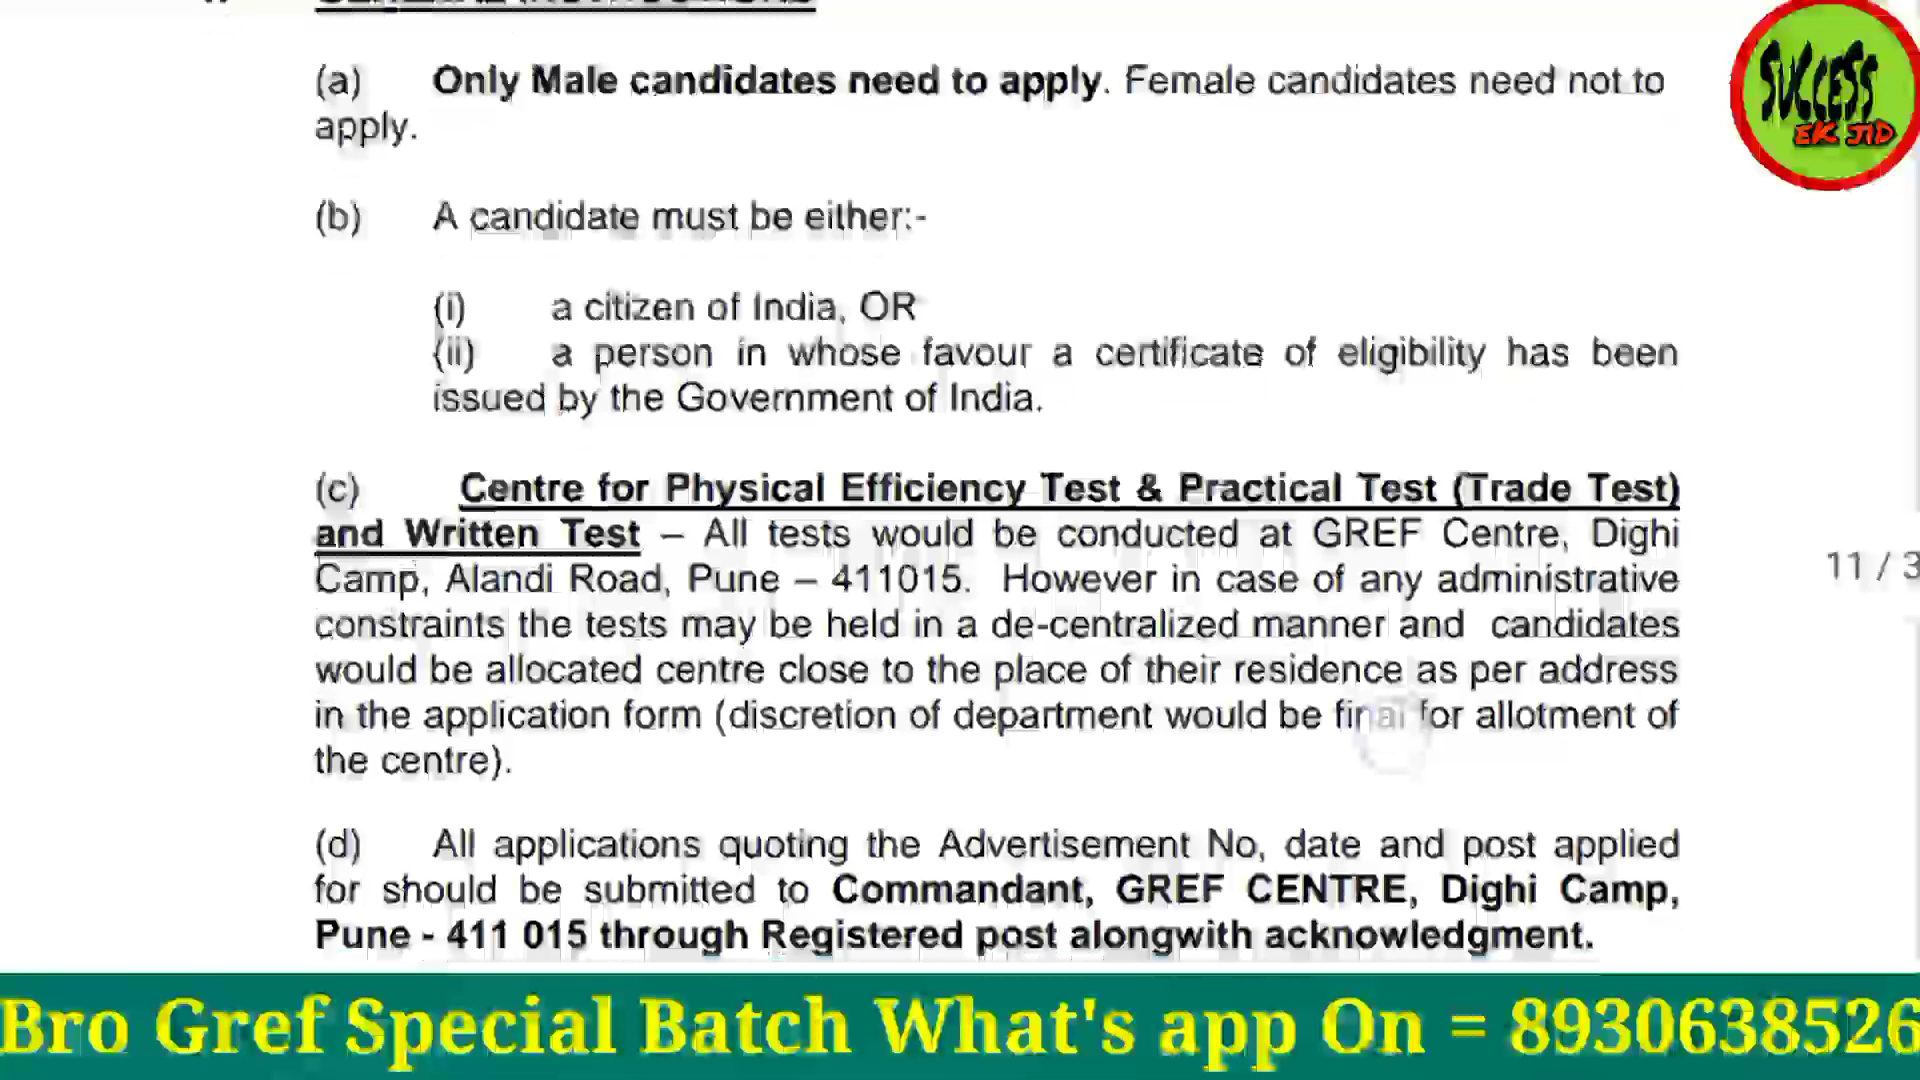 (a) Only Male candidates need to apply. Female candidates need not to
apply.
(b) A candidate must be either:-
(i) a citizen of India, OR
(ii) a person in whose favour a certificate of eligibility has been
issued by the Government of India.
(c) Centre for Physical Efficiency Test & Practical Test (Trade Test)
and Written Test – All tests would be conducted at GREF Centre, Dighi
Camp, Alandi Road, Pune – 411015. However in case of any administrative
constraints the tests may be held in a de-centralized manner and candidates
would be allocated centre close to the place of their residence as per address
in the application form (discretion of department would be final for allotment of
the centre).
(d) All applications quoting the Advertisement No, date and post applied
for should be submitted to Commandant, GREF CENTRE, Dighi Camp,
Pune - 411 015 through Registered post alongwith acknowledgment.
SUCCESS
EK JID
11 / 3
Bro Gref Special Batch What's app On = 8930638526